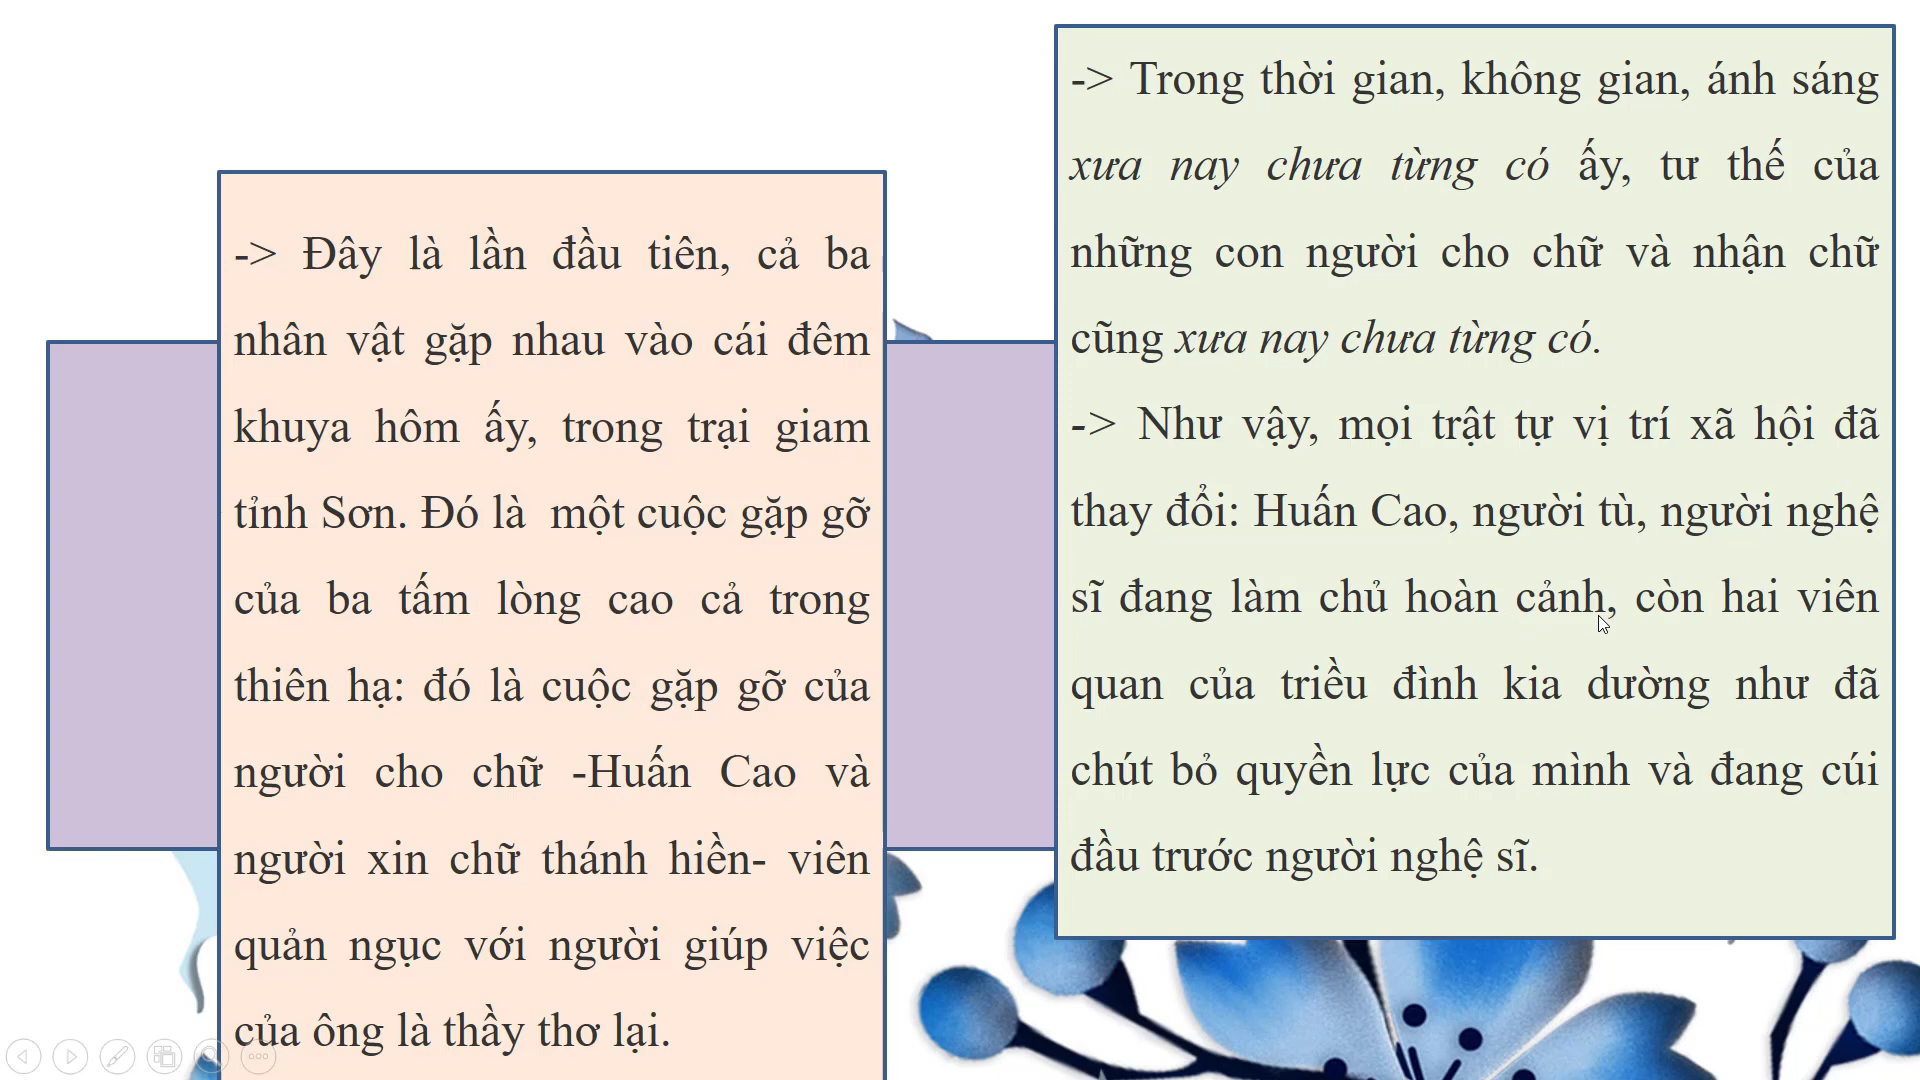 -> Đây là lần đầu tiên, cả ba
nhân vật gặp nhau vào cái đêm
khuya hôm ấy, trong trại giam
tỉnh Sơn. Đó là một cuộc gặp gỡ
của ba tấm lòng cao cả trong
thiên hạ: đó là cuộc gặp gỡ của
người cho chữ -Huấn Cao và
người xin chữ thánh hiền- viên
quản ngục với người giúp việc
của ông là thầy thơ lại.
-> Trong thời gian, không gian, ánh sáng
xưa nay chưa từng có ấy, tư thế của
những con người cho chữ và nhận chữ
cũng xưa nay chưa từng có.
-> Như vậy, mọi trật tự vị trí xã hội đã
thay đổi: Huấn Cao, người tù, người nghệ
sĩ đang làm chủ hoàn cảnh, còn hai viên
quan của triều đình kia dường như đã
chút bỏ quyền lực của mình và đang cúi
đầu trước người nghệ sĩ.